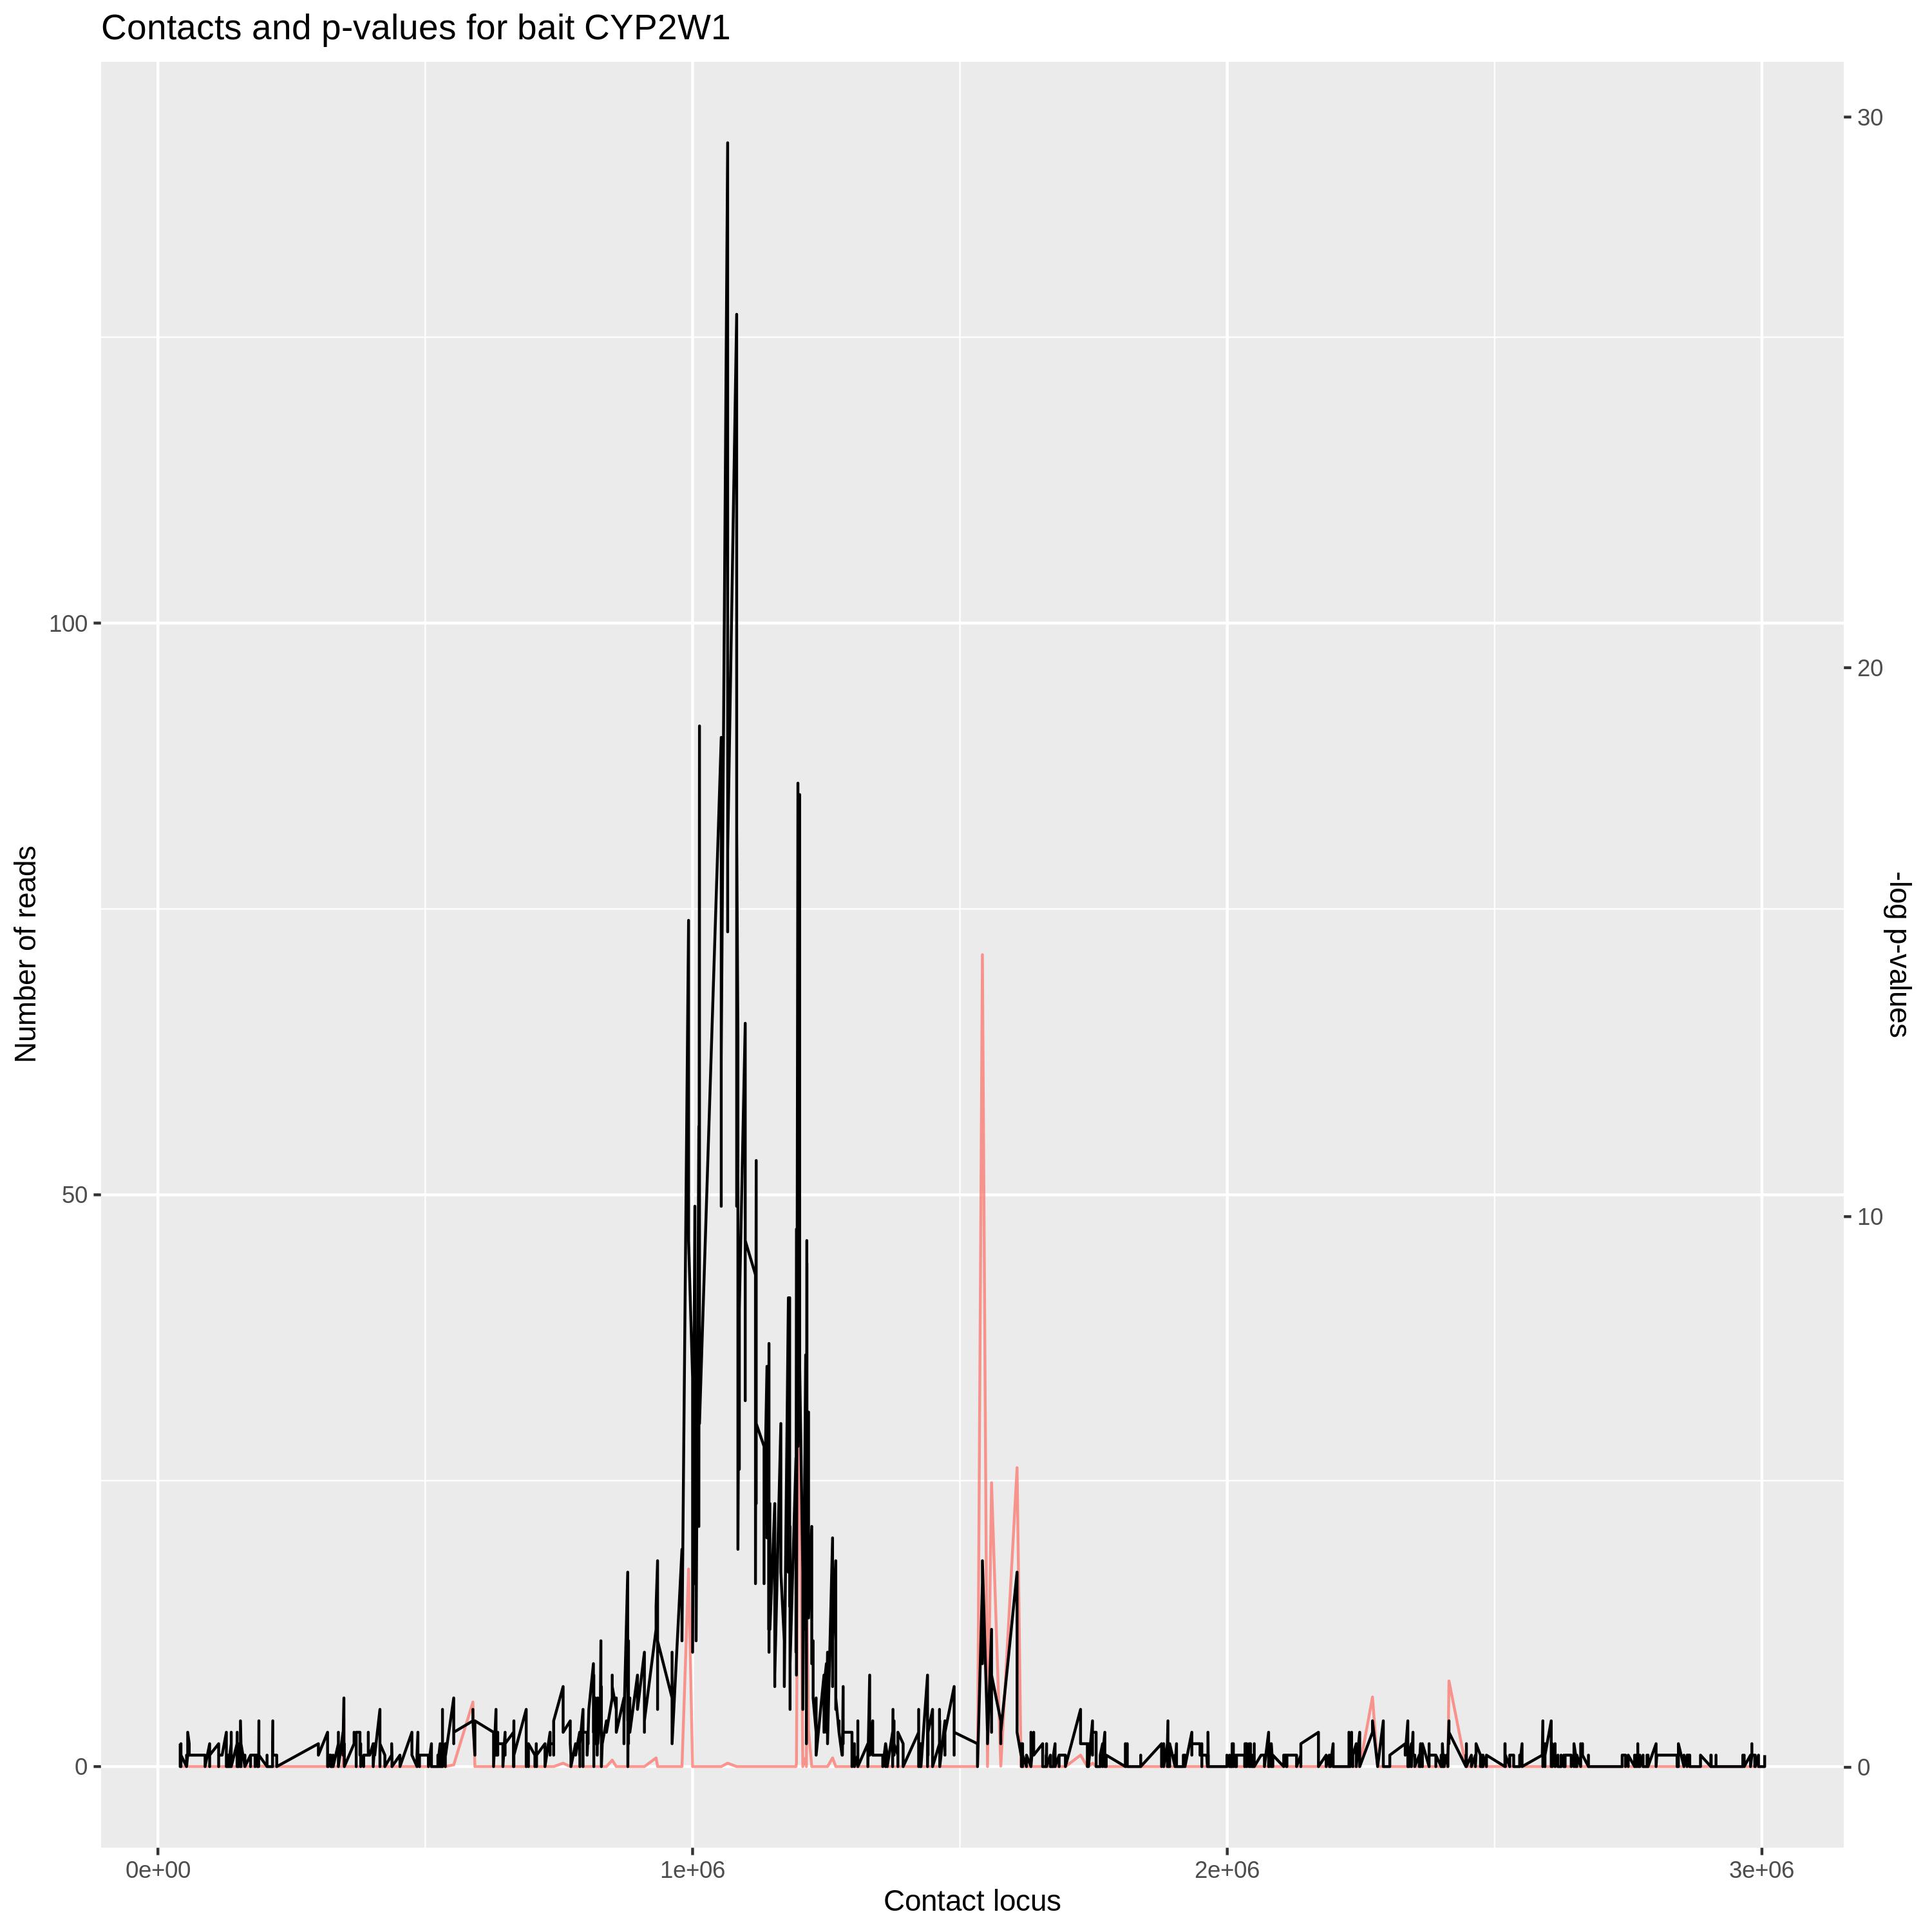 Contacts and p-values for bait CYP2W1
30
100
20
Number of reads
-log p-values
50
10
0
0
0e+00
1e+06
2e+06
3e+06
Contact locus